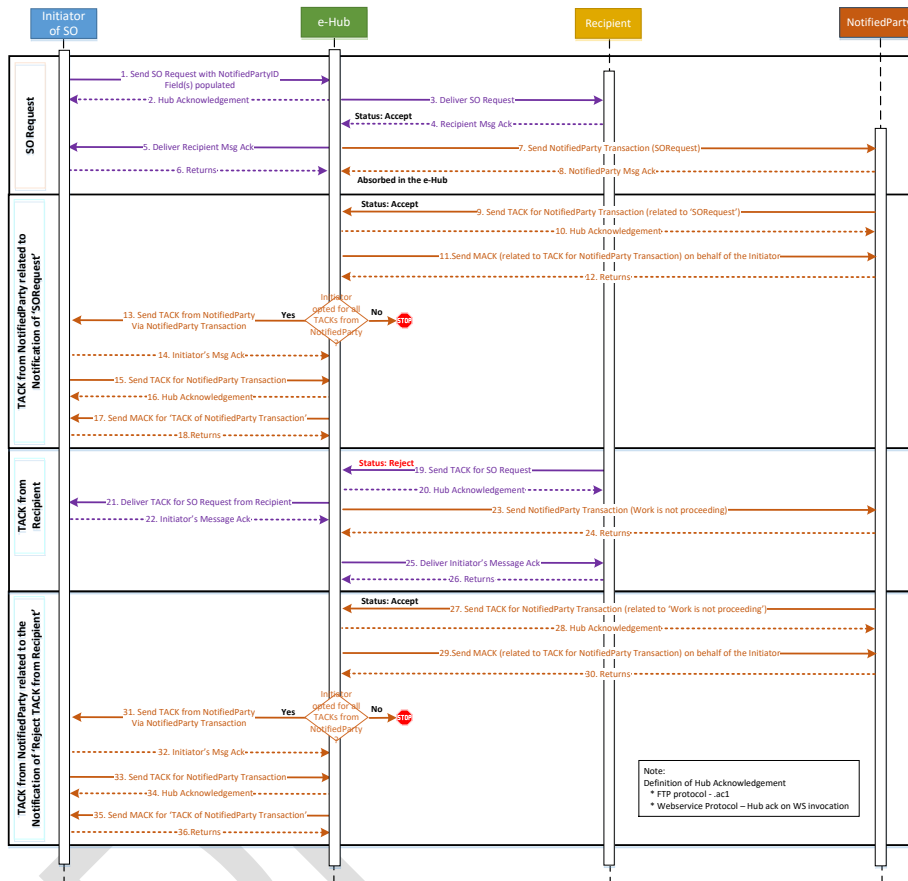 Initiator
of SO
e-Hub
Recipient
NotifiedParty
SO Request
1. Send SO Request with NotifiedPartyID
Field(s) populated
2. Hub Acknowledgement
3. Deliver SO Request
Status: Accept
4. Recipient Msg Ack
5. Deliver Recipient Msg Ack
7. Send NotifiedParty Transaction (SORequest)
6. Returns
8. NotifiedParty Msg Ack
Absorbed in the e-Hub
TACK from NotifiedParty related to
Notification of ‘SORequest’
Status: Accept
9. Send TACK for NotifiedParty Transaction (related to ‘SORequest’)
10. Hub Acknowledgement
11.Send MACK (related to TACK for NotifiedParty Transaction) on behalf of the Initiator
12. Returns
Initiator
opted for all
TACKs from
NotifiedParty
?
13. Send TACK from NotifiedParty
Via NotifiedParty Transaction
Yes
No
STOP
14. Initiator’s Msg Ack
15. Send TACK for NotifiedParty Transaction
16. Hub Acknowledgement
17. Send MACK for ‘TACK of NotifiedParty Transaction’
18.Returns
TACK from
Recipient
Status: Reject
19. Send TACK for SO Request
20. Hub Acknowledgement
21. Deliver TACK for SO Request from Recipient
23. Send NotifiedParty Transaction (Work is not proceeding)
22. Initiator’s Message Ack
24. Returns
25. Deliver Initiator’s Message Ack
26. Returns
TACK from NotifiedParty related to the
Notification of ‘Reject TACK from Recipient’
Status: Accept
27. Send TACK for NotifiedParty Transaction (related to ‘Work is not proceeding’)
28. Hub Acknowledgement
29.Send MACK (related to TACK for NotifiedParty Transaction) on behalf of the Initiator
30. Returns
Initiator
opted for all
TACKs from
NotifiedParty
?
31. Send TACK from NotifiedParty
Via NotifiedParty Transaction
Yes
No
STOP
32. Initiator’s Msg Ack
33. Send TACK for NotifiedParty Transaction
34. Hub Acknowledgement
35. Send MACK for ‘TACK of NotifiedParty Transaction’
36.Returns
Note:
Definition of Hub Acknowledgement
* FTP protocol - .ac1
* Webservice Protocol – Hub ack on WS invocation